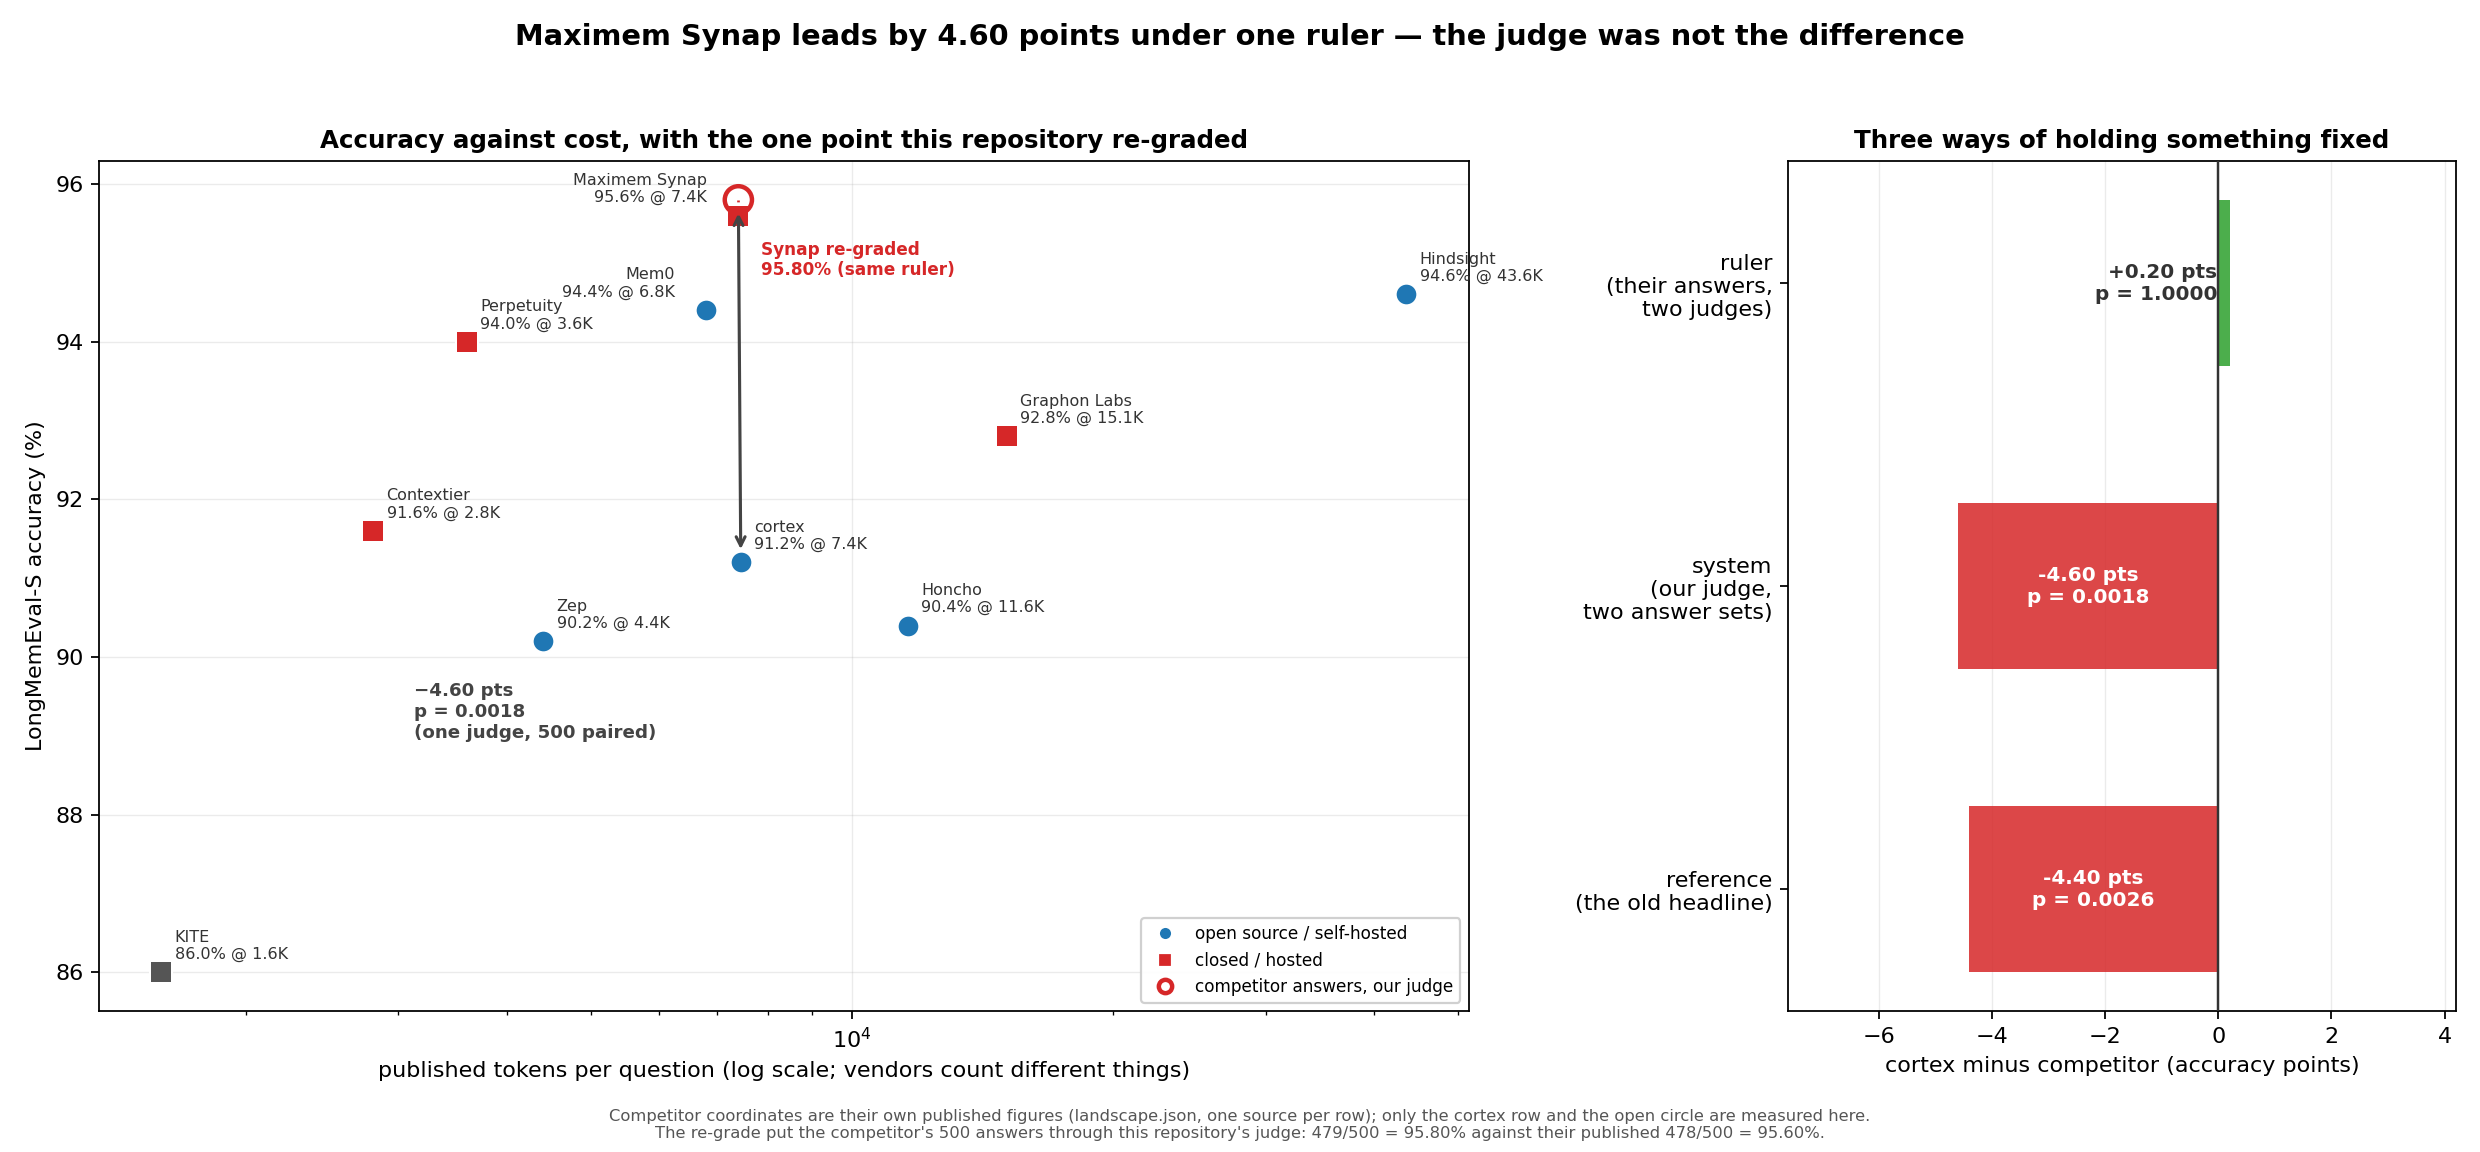 Maximem Synap leads by 4.60 points under one ruler — the judge was not the difference
Accuracy against cost, with the one point this repository re-graded
LongMemEval-S accuracy (%)
96
94
92
90
88
86
Maximem Synap
95.6% @ 7.4K
Synap re-graded
95.80% (same ruler)
Mem0
94.4% @ 6.8K
Perpetuity
94.0% @ 3.6K
Hindsight
94.6% @ 43.6K
Graphon Labs
92.8% @ 15.1K
Contextier
91.6% @ 2.8K
cortex
91.2% @ 7.4K
Honcho
90.4% @ 11.6K
Zep
90.2% @ 4.4K
−4.60 pts
p = 0.0018
(one judge, 500 paired)
KITE
86.0% @ 1.6K
open source / self-hosted
closed / hosted
competitor answers, our judge
10⁴
published tokens per question (log scale; vendors count different things)
Three ways of holding something fixed
ruler
(their answers,
two judges)
+0.20 pts
p = 1.0000
system
(our judge,
two answer sets)
-4.60 pts
p = 0.0018
reference
(the old headline)
-4.40 pts
p = 0.0026
−6 −4 −2 0 2 4
cortex minus competitor (accuracy points)
Competitor coordinates are their own published figures (landscape.json, one source per row); only the cortex row and the open circle are measured here.
The re-grade put the competitor's 500 answers through this repository's judge: 479/500 = 95.80% against their published 478/500 = 95.60%.